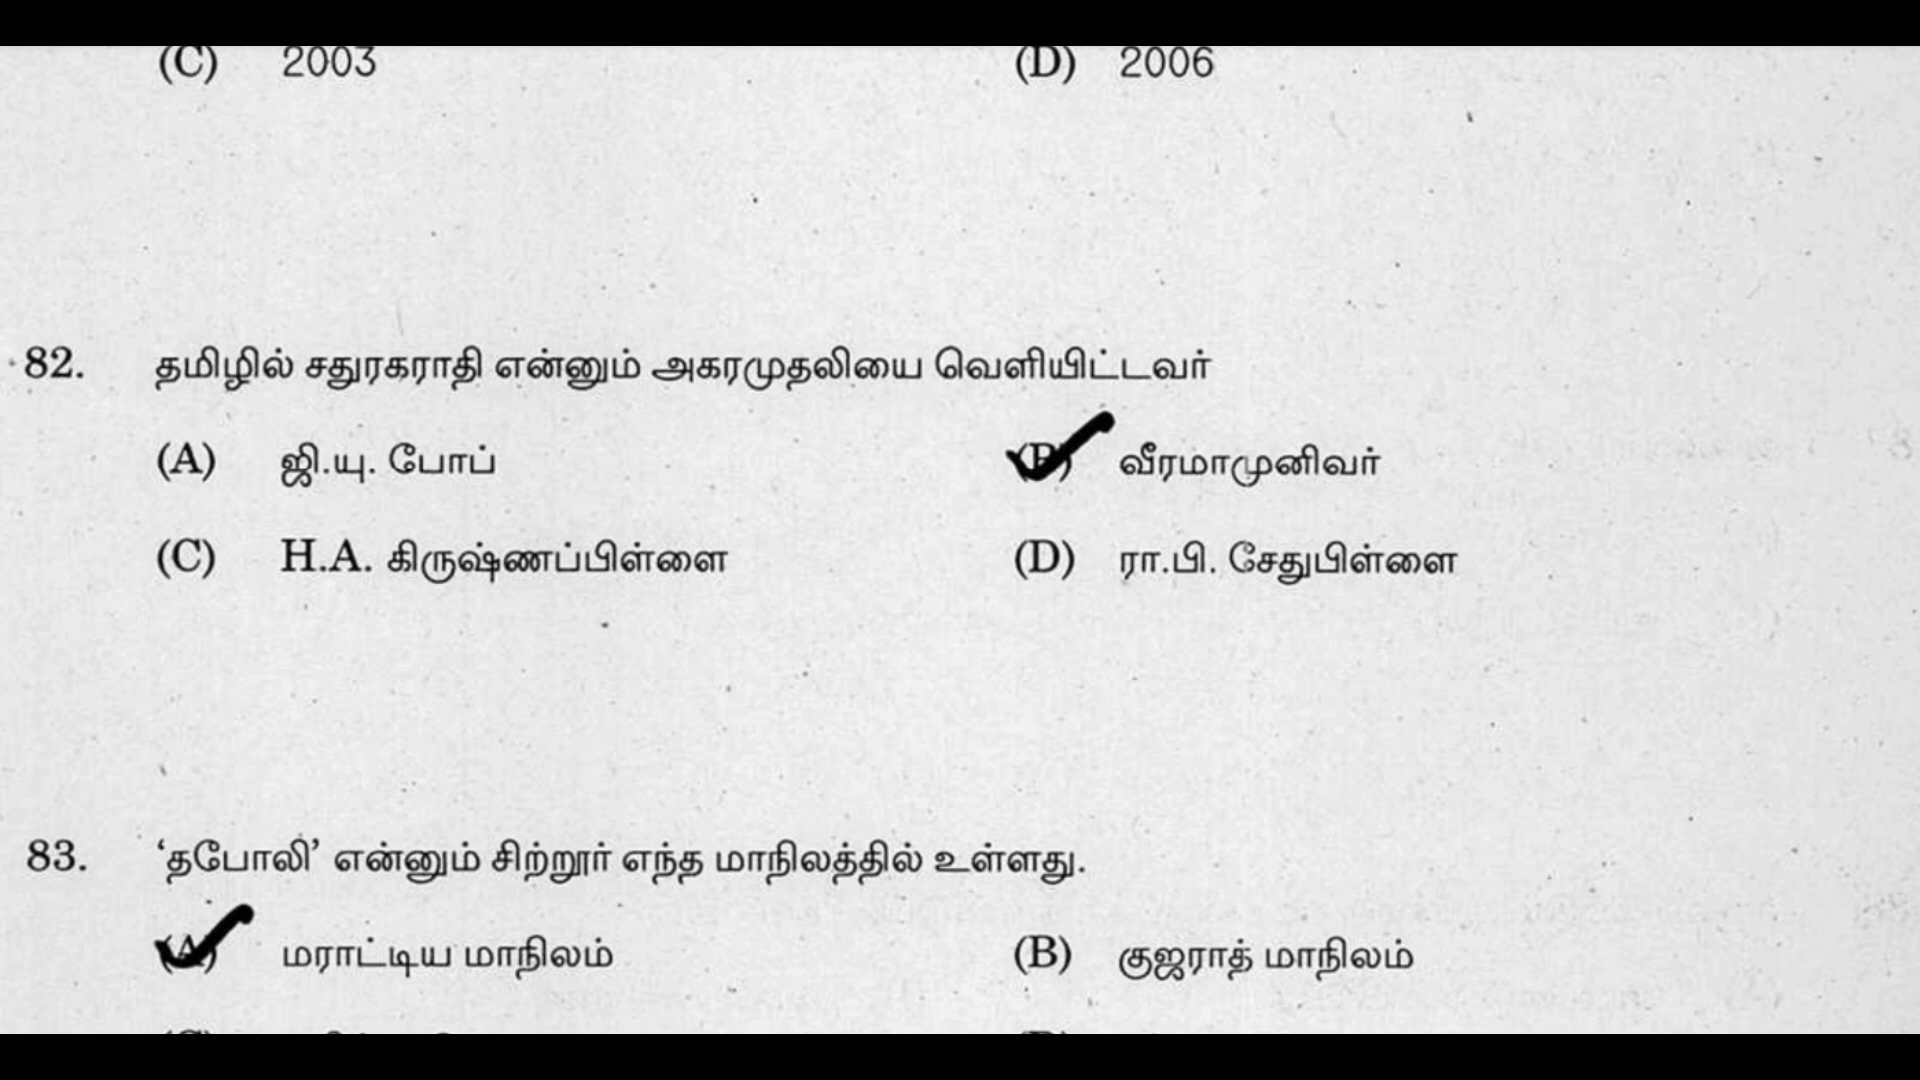 (C) 2003 (D) 2006
82. தமிழில் சதுரகராதி என்னும் அகரமுதலியை வெளியிட்டவர்
(A) ஜி.யு. போப் (B) வீரமாமுனிவர்
(C) H.A. கிருஷ்ணப்பிள்ளை (D) ரா.பி. சேதுபிள்ளை
83. ‘தபோலி’ என்னும் சிற்றூர் எந்த மாநிலத்தில் உள்ளது.
(A) மராட்டிய மாநிலம் (B) குஜராத் மாநிலம்